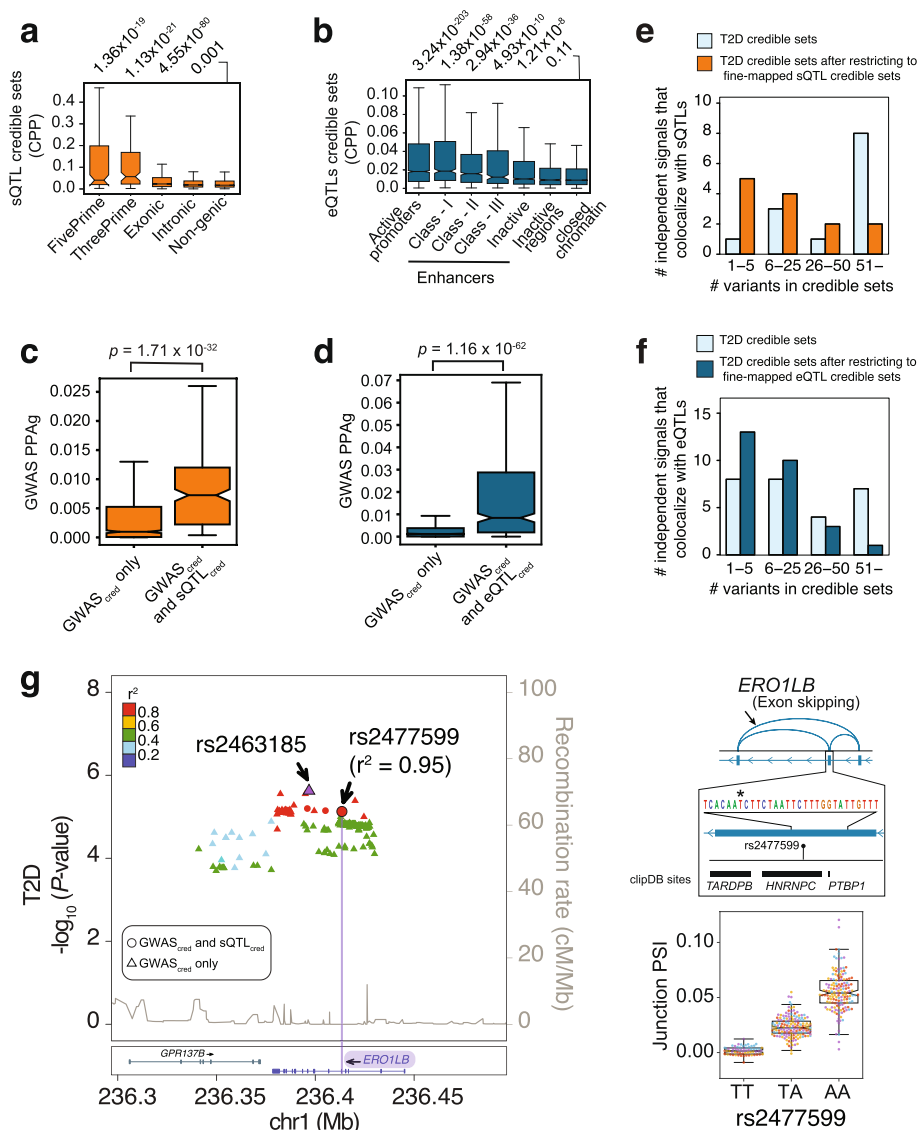 a
1.36x10-19
1.13x10-21
4.55x10-80
0.001
sQTL credible sets
(CPP)
0.4
0.3
0.2
0.1
0.0
FivePrime
ThreePrime
Exonic
Intronic
Non-genic
b
3.24x10-203
1.38x10-58
2.94x10-36
4.93x10-10
1.21x10-8
0.11
eQTLs credible sets
(CPP)
0.10
0.08
0.06
0.04
0.02
0.00
Active
promoters
Class - I
Class - II
Class - III
Inactive
Inactive
regions
closed
chromatin
Enhancers
e
T2D credible sets
T2D credible sets after restricting to
fine-mapped sQTL credible sets
# independent signals that
colocalize with sQTLs
10
8
6
4
2
0
1–5
6–25
26–50
51–
# variants in credible sets
c
p = 1.71 x 10-32
GWAS PPAg
0.025
0.020
0.015
0.010
0.005
0.000
GWAScred only
GWAScred
and sQTLcred
d
p = 1.16 x 10-62
GWAS PPAg
0.07
0.06
0.05
0.04
0.03
0.02
0.01
0.00
GWAScred only
GWAScred
and eQTLcred
f
T2D credible sets
T2D credible sets after restricting to
fine-mapped eQTL credible sets
# independent signals that
colocalize with eQTLs
15
10
5
0
1–5
6–25
26–50
51–
# variants in credible sets
g
r2
0.8
0.6
0.4
0.2
rs2463185
rs2477599
(r2 = 0.95)
T2D
-log10 (P-value)
8
6
4
2
0
Recombination rate (cM/Mb)
100
80
60
40
20
0
GWAScred and sQTLcred
GWAScred only
GPR137B
ERO1LB
236.3
236.35
236.4
236.45
chr1 (Mb)
ERO1LB
(Exon skipping)
*
TCACAATCTTCTAATTCTTTGGTATTGTTT
rs2477599
clipDB sites
TARDPB
HNRNPC
PTBP1
Junction PSI
0.10
0.05
0.00
TT
TA
AA
rs2477599